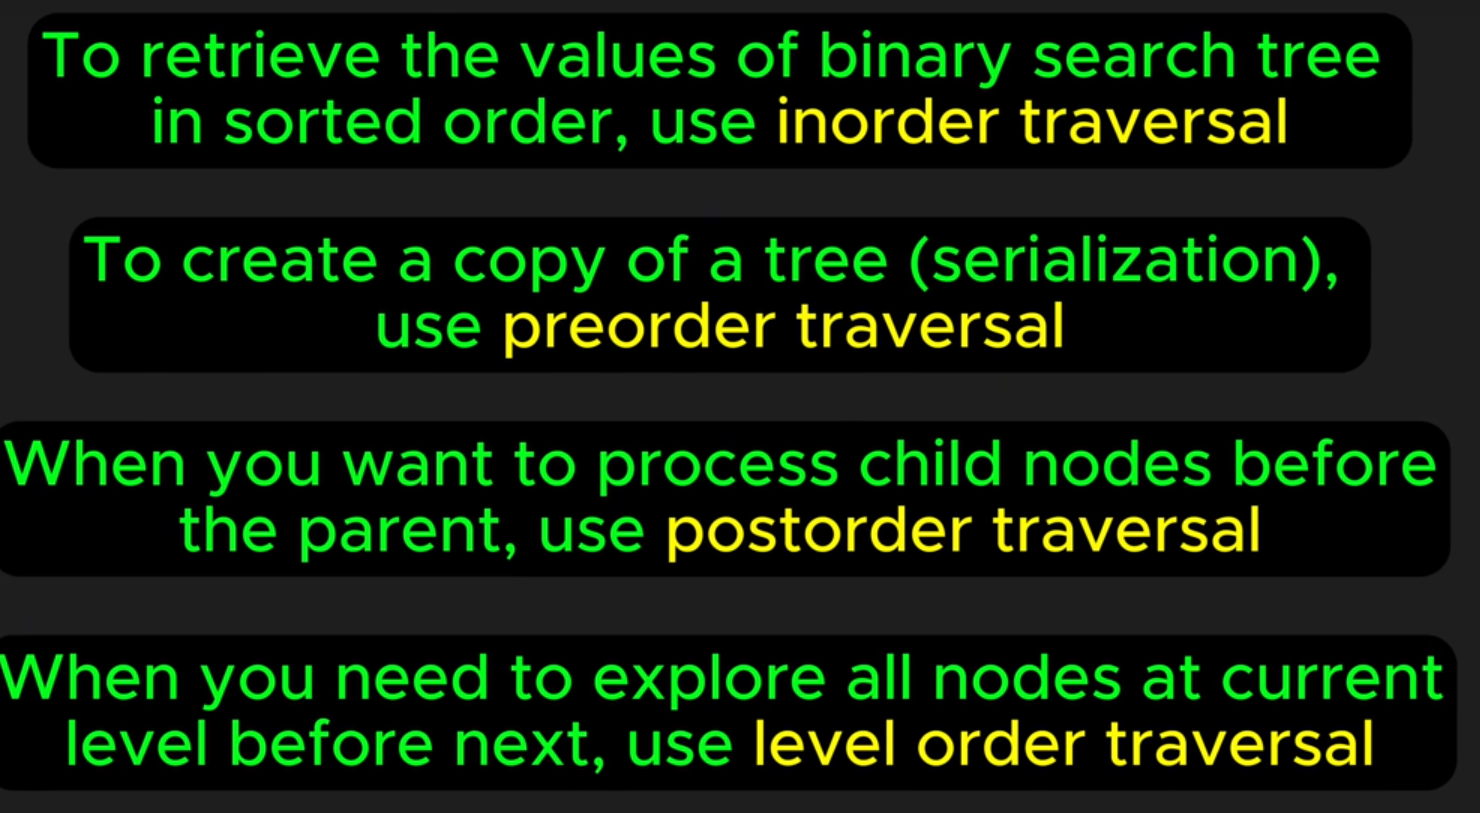 To retrieve the values of binary search tree
in sorted order, use inorder traversal
To create a copy of a tree (serialization),
use preorder traversal
When you want to process child nodes before
the parent, use postorder traversal
When you need to explore all nodes at current
level before next, use level order traversal